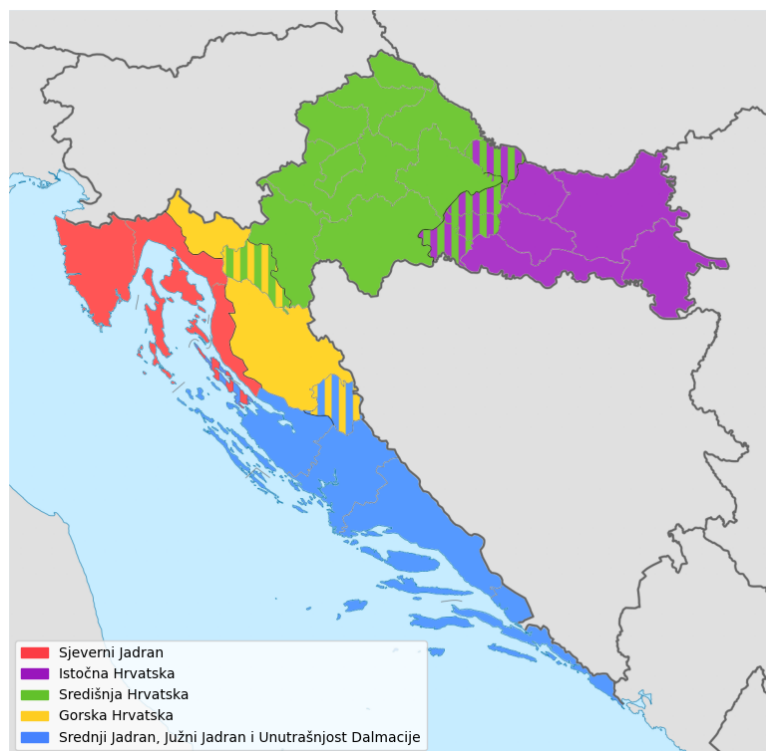 Sjeverni Jadran
Istočna Hrvatska
Središnja Hrvatska
Gorska Hrvatska
Srednji Jadran, Južni Jadran i Unutrašnjost Dalmacije